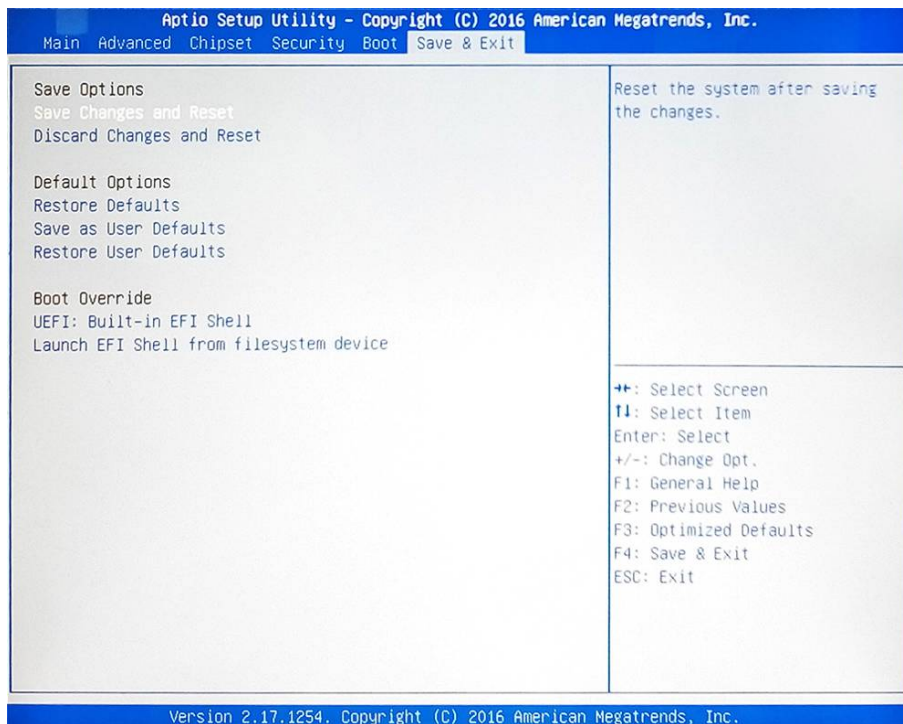 Aptio Setup Utility - Copyright (C) 2016 American Megatrends, Inc.
Main Advanced Chipset Security Boot Save & Exit
Save Options
Save Changes and Reset
Discard Changes and Reset
Default Options
Restore Defaults
Save as User Defaults
Restore User Defaults
Boot Override
UEFI: Built-in EFI Shell
Launch EFI Shell from filesystem device
Reset the system after saving
the changes.
→←: Select Screen
↑↓: Select Item
Enter: Select
+/-: Change Opt.
F1: General Help
F2: Previous Values
F3: Optimized Defaults
F4: Save & Exit
ESC: Exit
Version 2.17.1254. Copyright (C) 2016 American Megatrends, Inc.